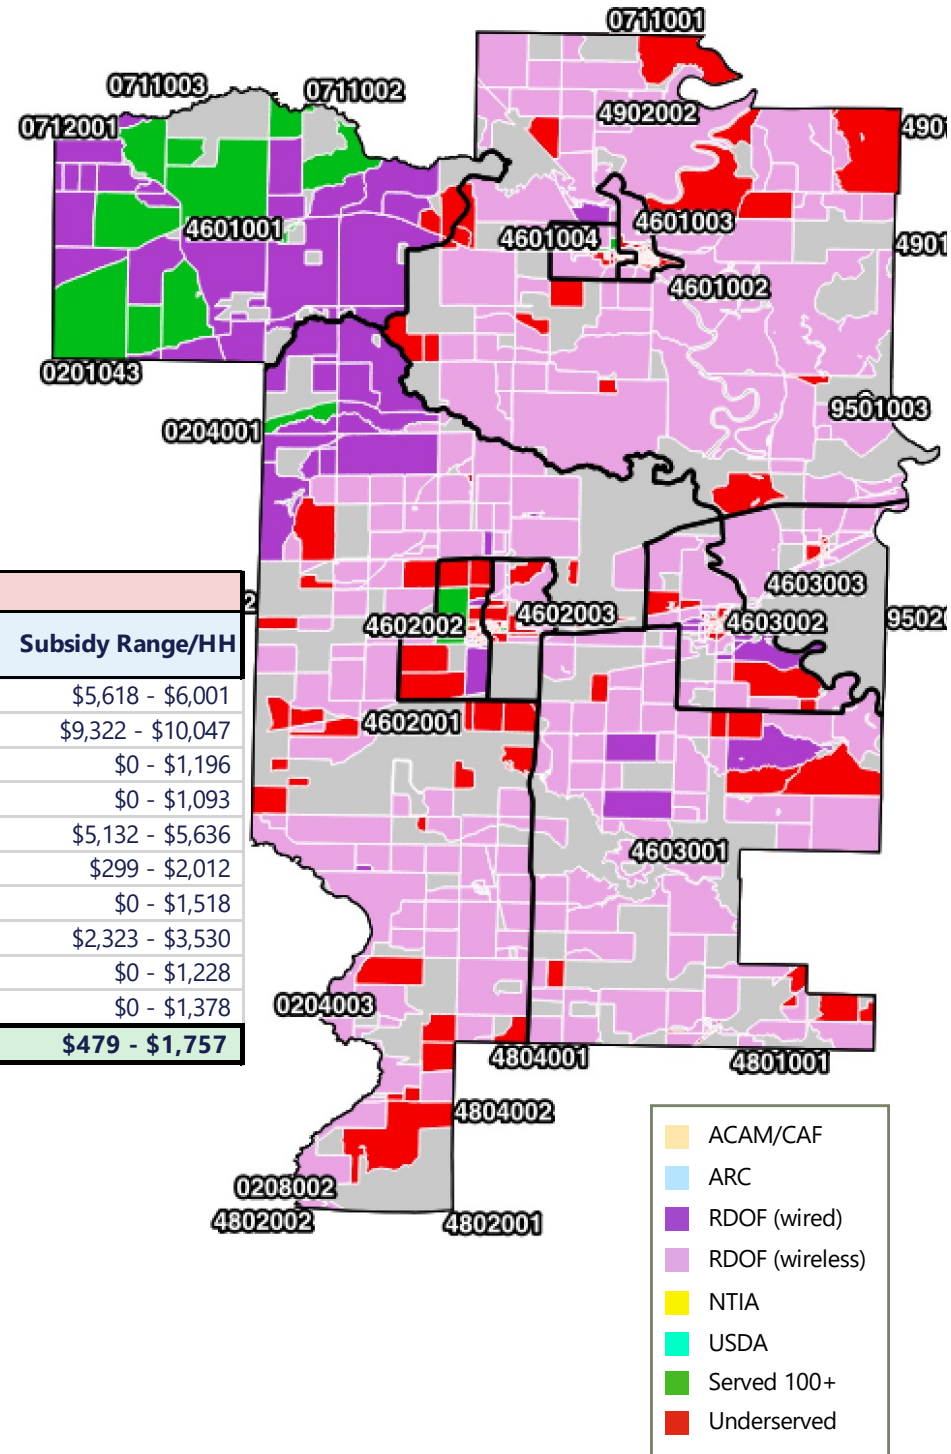 0711001
0711003
0711002
4902002
0712001
4901
4601003
4601001
4601004
4901
4601002
0201043
9501003
0204001
4603003
2
4602003
4602002
4603002
9502
Subsidy Range/HH
$5,618 - $6,001
4602001
$9,322 - $10,047
$0 - $1,196
$0 - $1,093
$5,132 - $5,636
4603001
$299 - $2,012
$0 - $1,518
$2,323 - $3,530
$0 - $1,228
$0 - $1,378
0204003
$479 - $1,757
4804001
4801001
4804002
0208002
4802002
4802001
ACAM/CAF
ARC
RDOF (wired)
RDOF (wireless)
NTIA
USDA
Served 100+
Underserved